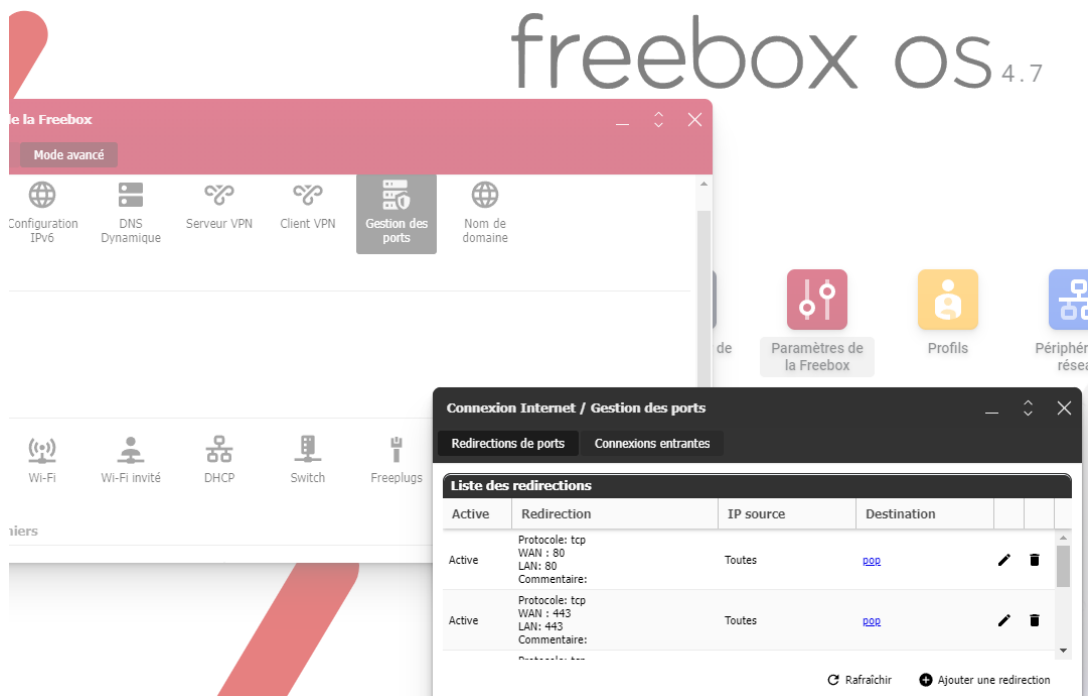 freebox os 4.7
de la Freebox
Mode avancé
Configuration IPv6
DNS Dynamique
Serveur VPN
Client VPN
Gestion des ports
Nom de domaine
de
Paramètres de la Freebox
Profils
Connexion Internet / Gestion des ports
Redirections de ports
Connexions entrantes
Wi-Fi
Wi-Fi invité
DHCP
Switch
Freeplugs
Liste des redirections
Active
Redirection
IP source
Destination
Active
Protocole: tcp
WAN : 80
LAN: 80
Commentaire:
Toutes
pop
Active
Protocole: tcp
WAN : 443
LAN: 443
Commentaire:
Toutes
pop
Protocole: tcp
Rafraîchir
Ajouter une redirection